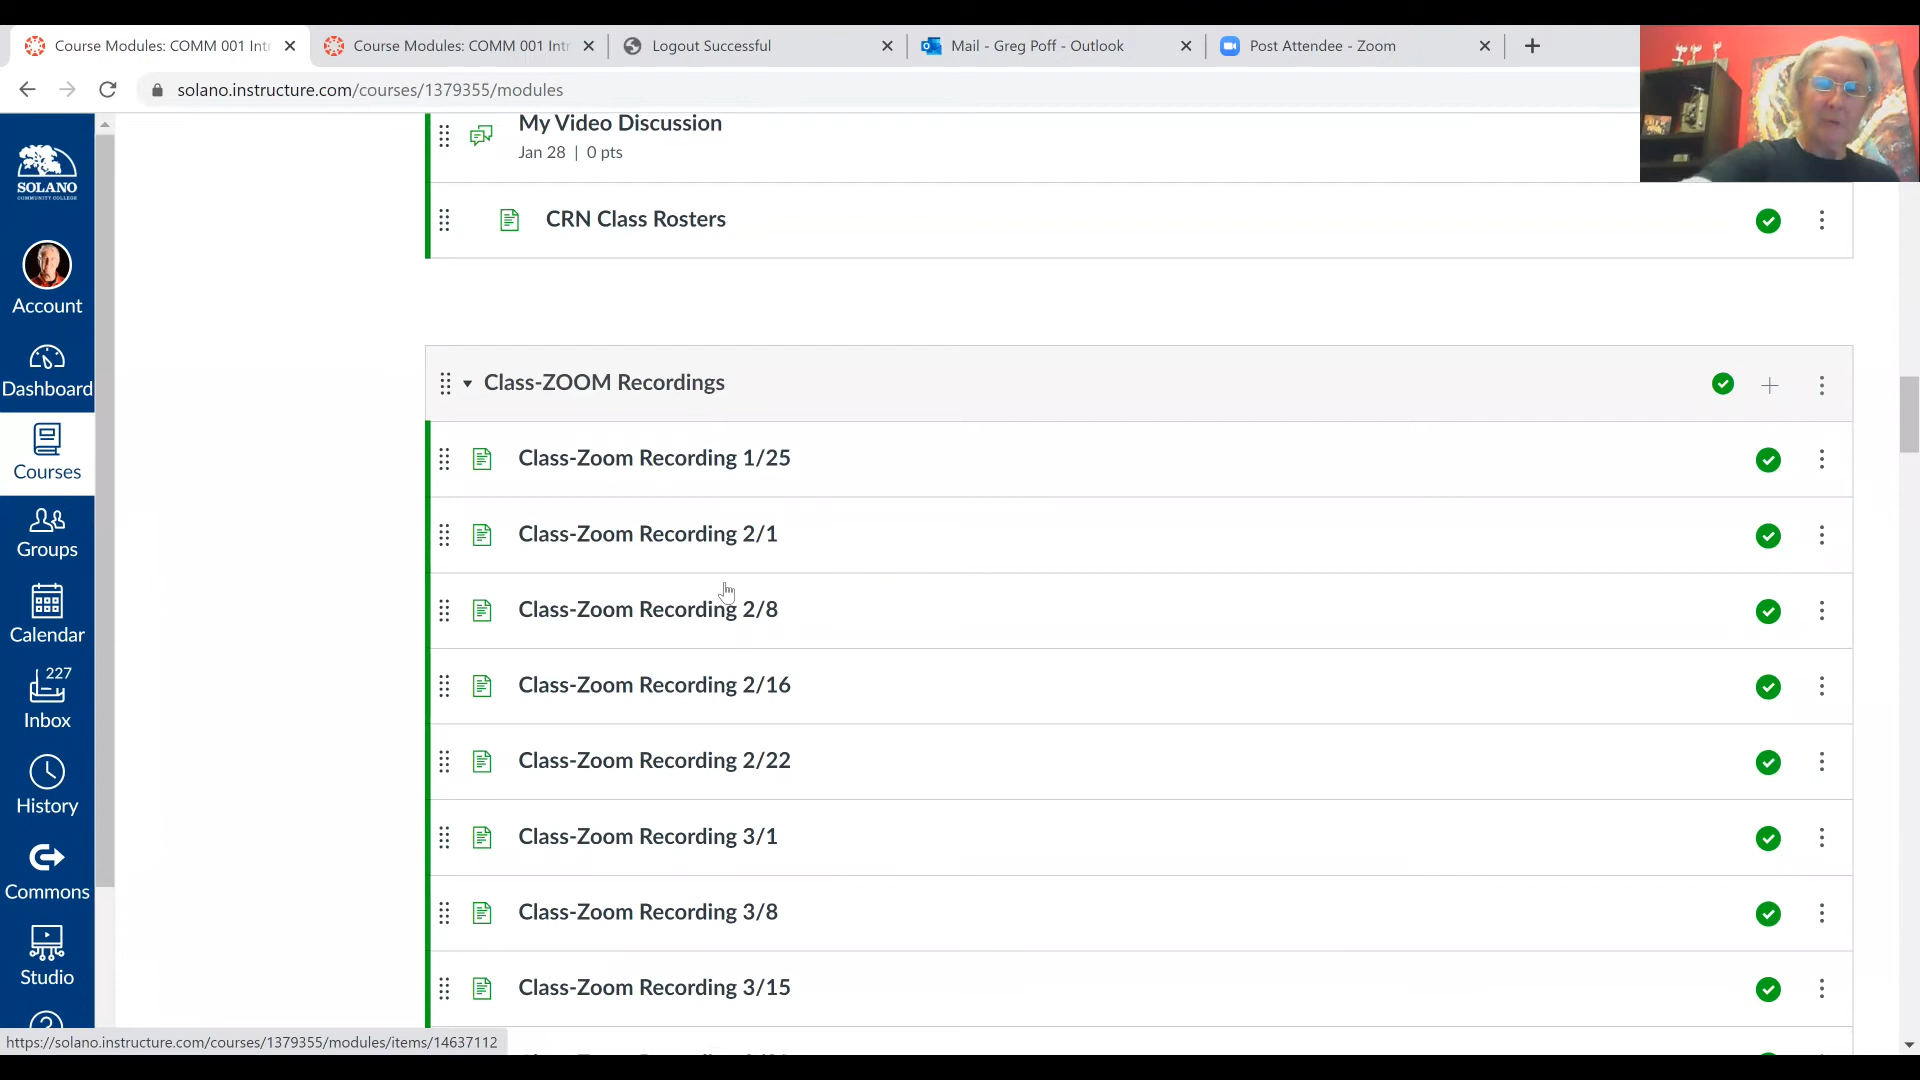 Course Modules: COMM 001 Intr
Course Modules: COMM 001 Intr
Logout Successful
Mail - Greg Poff - Outlook
Post Attendee - Zoom
solano.instructure.com/courses/1379355/modules
SOLANO
COMMUNITY COLLEGE
Account
Dashboard
Courses
Groups
Calendar
227
Inbox
History
Commons
Studio
My Video Discussion
Jan 28 | 0 pts
CRN Class Rosters
Class-ZOOM Recordings
Class-Zoom Recording 1/25
Class-Zoom Recording 2/1
Class-Zoom Recording 2/8
Class-Zoom Recording 2/16
Class-Zoom Recording 2/22
Class-Zoom Recording 3/1
Class-Zoom Recording 3/8
Class-Zoom Recording 3/15
https://solano.instructure.com/courses/1379355/modules/items/14637112